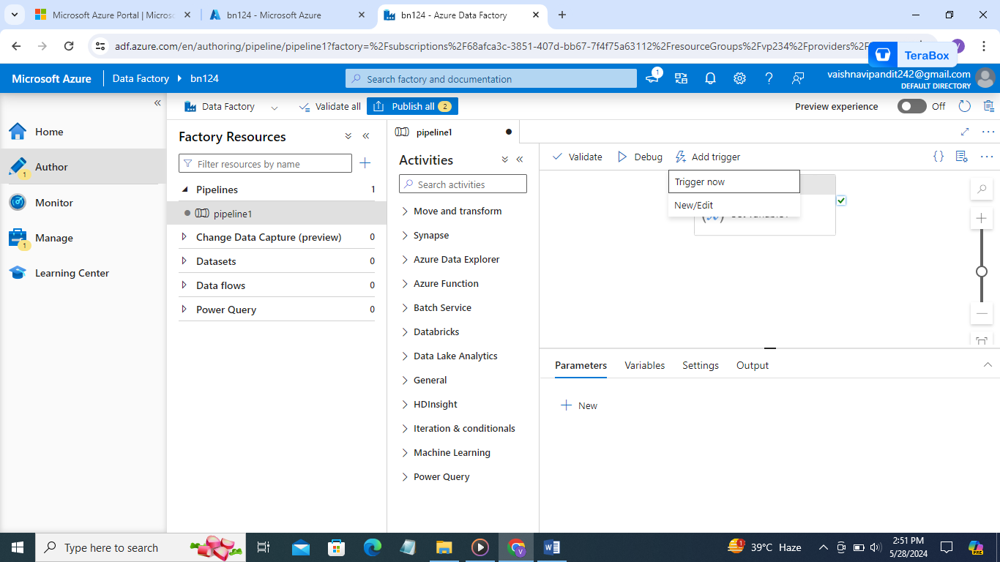 Microsoft Azure Portal | Micros
bn124 - Microsoft Azure
bn124 - Azure Data Factory
adf.azure.com/en/authoring/pipeline/pipeline1?factory=%2Fsubscriptions%2F68afca3c-3851-407d-bb67-7f4f75a63112%2FresourceGroups%2Fvp234%2Fproviders%2F
V
TeraBox
Microsoft Azure
Data Factory
bn124
Search factory and documentation
1
vaishnavipandit242@gmail.com
DEFAULT DIRECTORY
Home
Author
1
Monitor
Manage
1
Learning Center
Data Factory
Validate all
Publish all 2
Preview experience
Off
Factory Resources
Filter resources by name
Pipelines 1
pipeline1
Change Data Capture (preview) 0
Datasets 0
Data flows 0
Power Query 0
pipeline1
Activities
Search activities
Move and transform
Synapse
Azure Data Explorer
Azure Function
Batch Service
Databricks
Data Lake Analytics
General
HDInsight
Iteration & conditionals
Machine Learning
Power Query
Validate
Debug
Add trigger
{}
Trigger now
New/Edit
Parameters
Variables
Settings
Output
New
Type here to search
1
39°C Haze
2:51 PM
5/28/2024
PRE